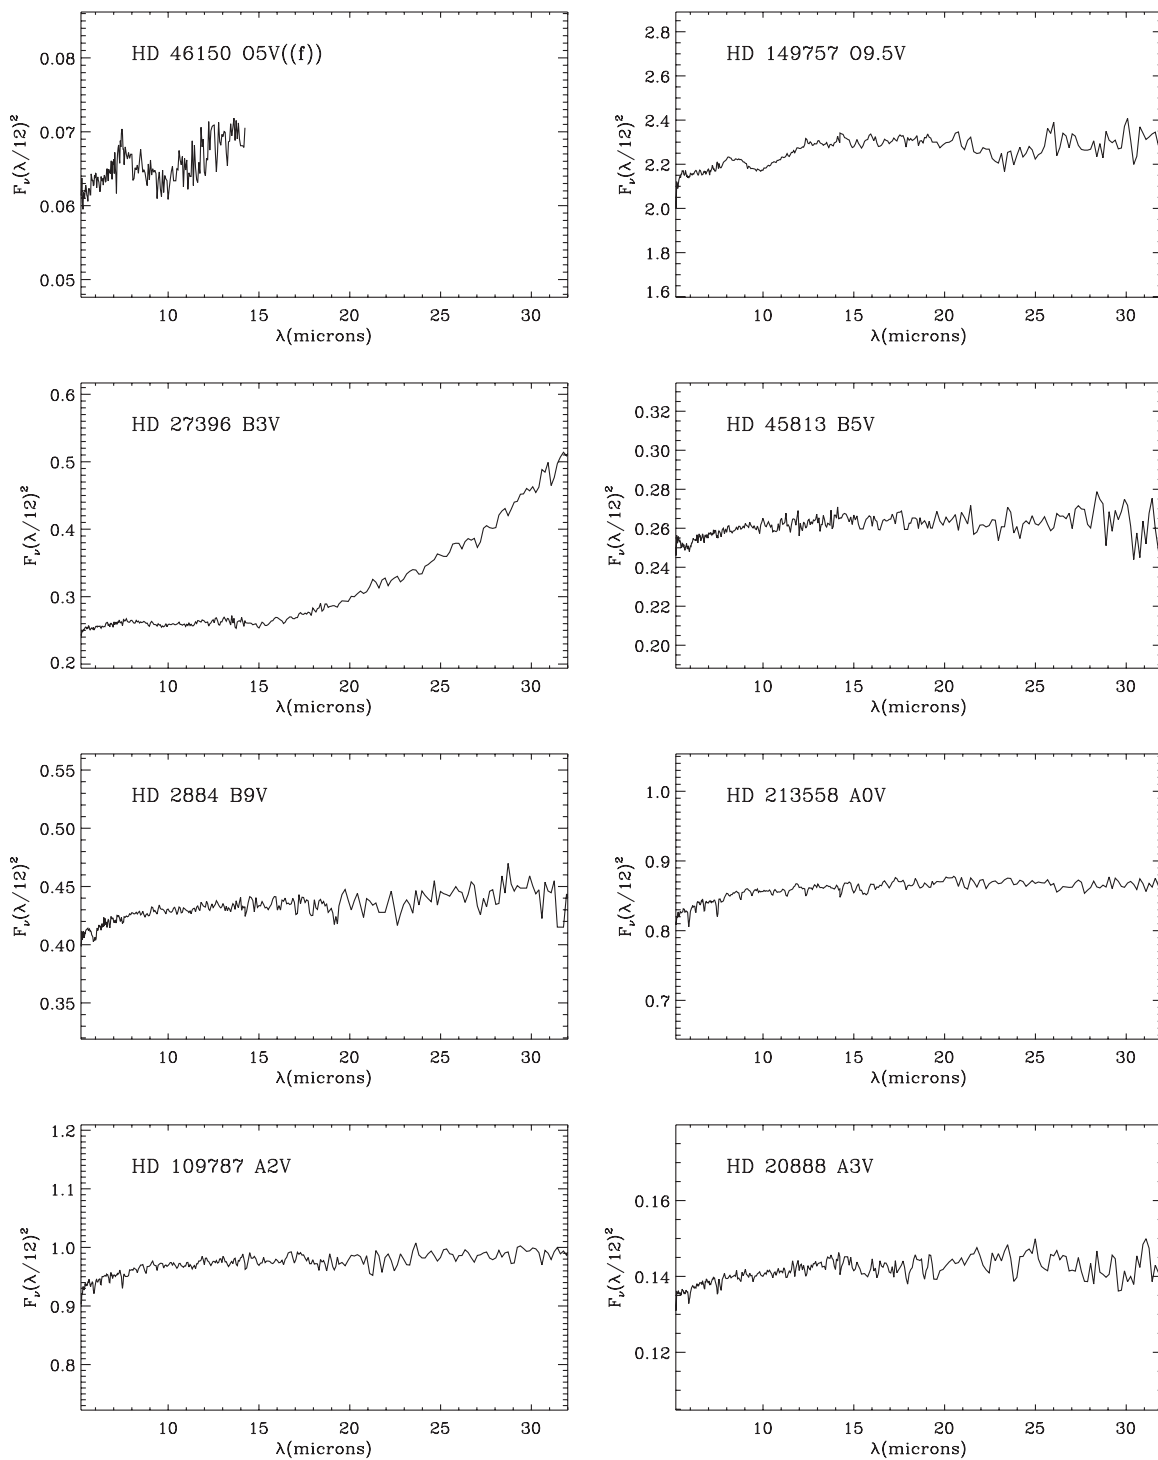 HD 46150 O5V((f))
0.08
0.07
0.06
0.05
Fν(λ/12)²
10 15 20 25 30
λ(microns)
HD 149757 O9.5V
2.8
2.6
2.4
2.2
2.0
1.8
1.6
Fν(λ/12)²
10 15 20 25 30
λ(microns)
HD 27396 B3V
0.6
0.5
0.4
0.3
0.2
Fν(λ/12)²
10 15 20 25 30
λ(microns)
HD 45813 B5V
0.32
0.30
0.28
0.26
0.24
0.22
0.20
Fν(λ/12)²
10 15 20 25 30
λ(microns)
HD 2884 B9V
0.55
0.50
0.45
0.40
0.35
Fν(λ/12)²
10 15 20 25 30
λ(microns)
HD 213558 A0V
1.0
0.9
0.8
0.7
Fν(λ/12)²
10 15 20 25 30
λ(microns)
HD 109787 A2V
1.2
1.1
1.0
0.9
0.8
Fν(λ/12)²
10 15 20 25 30
λ(microns)
HD 20888 A3V
0.16
0.14
0.12
Fν(λ/12)²
10 15 20 25 30
λ(microns)